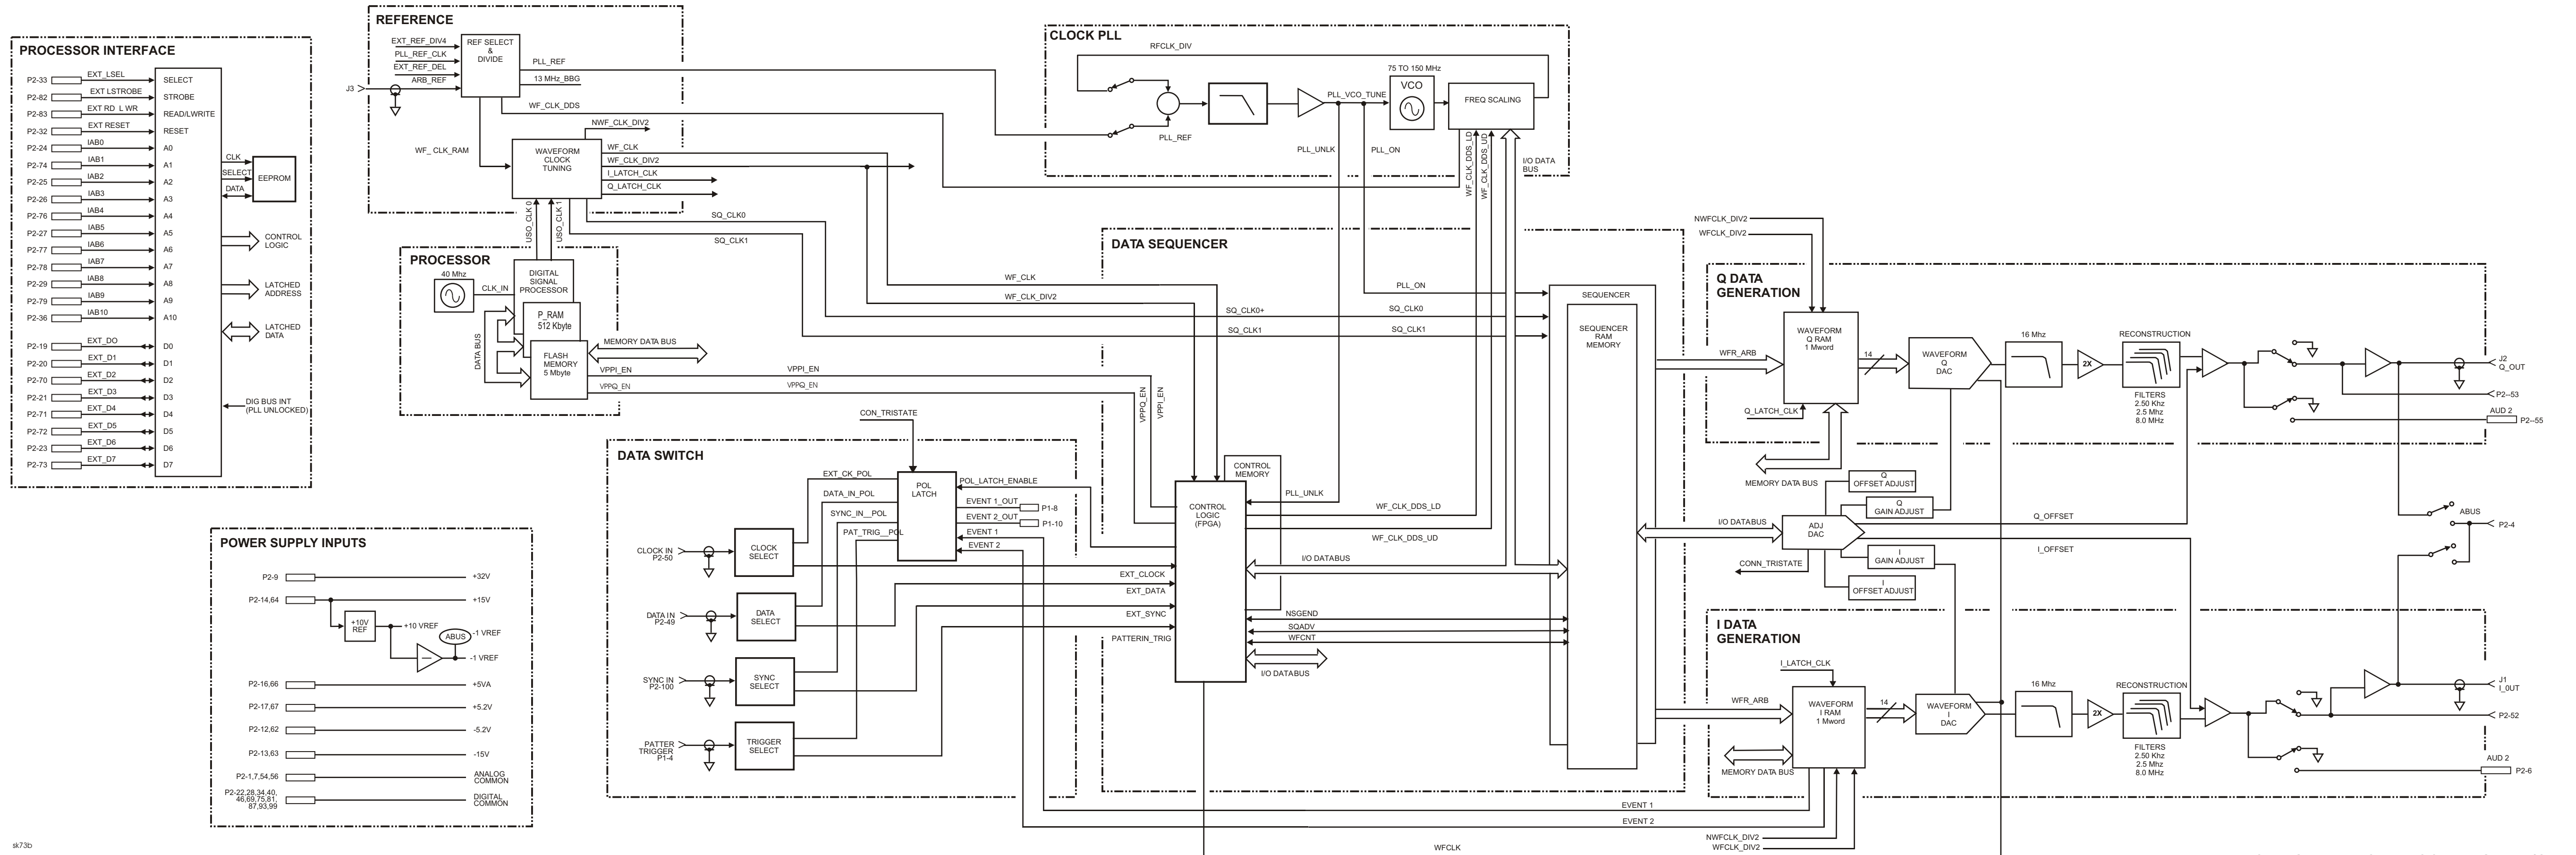 PROCESSOR INTERFACE
P2-33 EXT_LSEL SELECT
P2-82 EXT LSTROBE STROBE
P2-83 EXT RD L WR READ/LWRITE
P2-32 EXT RESET RESET
P2-24 IAB0 A0
P2-74 IAB1 A1
P2-25 IAB2 A2
P2-26 IAB3 A3
P2-76 IAB4 A4
P2-27 IAB5 A5
P2-77 IAB6 A6
P2-78 IAB7 A7
P2-29 IAB8 A8
P2-79 IAB9 A9
P2-36 IAB10 A10
P2-19 EXT_DO D0
P2-20 EXT_D1 D1
P2-70 EXT_D2 D2
P2-21 EXT_D3 D3
P2-71 EXT_D4 D4
P2-72 EXT_D5 D5
P2-23 EXT_D6 D6
P2-73 EXT_D7 D7
CLK
SELECT
DATA
EEPROM
CONTROL
LOGIC
LATCHED
ADDRESS
LATCHED
DATA
DIG BUS INT
(PLL UNLOCKED)
REFERENCE
EXT_REF_DIV4
PLL_REF_CLK
EXT_REF_DEL
ARB_REF
J3
REF SELECT
&
DIVIDE
PLL_REF
13 MHz_BBG
WF_CLK_DDS
NWF_CLK_DIV2
WF_ CLK_RAM
WAVEFORM
CLOCK
TUNING
WF_CLK
WF_CLK_DIV2
I_LATCH_CLK
Q_LATCH_CLK
USO_CLK 0
USO_CLK 1
SQ_CLK0
SQ_CLK1
PROCESSOR
40 Mhz
CLK_IN
DIGITAL
SIGNAL
PROCESSOR
P_RAM
512 Kbyte
FLASH
MEMORY
5 Mbyte
DATA BUS
MEMORY DATA BUS
VPPI_EN
VPPQ_EN
VPPI_EN
VPPQ_EN
CLOCK PLL
RFCLK_DIV
PLL_REF
PLL_VCO_TUNE
75 TO 150 MHz
VCO
FREQ SCALING
PLL_UNLK
PLL_ON
WF_CLK_DDS_LD
WF_CLK_DDS_UD
I/O DATA
BUS
DATA SEQUENCER
WF_CLK
WF_CLK_DIV2
SQ_CLK0+
SQ_CLK1
PLL_ON
SQ_CLK0
SQ_CLK1
VPPQ_EN
VPPI_EN
SEQUENCER
SEQUENCER
RAM
MEMORY
CONTROL
MEMORY
CONTROL
LOGIC
(FPGA)
PLL_UNLK
WF_CLK_DDS_LD
WF_CLK_DDS_UD
I/O DATABUS
NSGEND
SQADV
WFCNT
I/O DATABUS
DATA SWITCH
CON_TRISTATE
EXT_CK_POL
DATA_IN_POL
SYNC_IN__POL
PAT_TRIG__POL
POL
LATCH
POL_LATCH_ENABLE
EVENT 1_OUT
P1-8
EVENT 2_OUT
P1-10
EVENT 1
EVENT 2
CLOCK IN
P2-50
CLOCK
SELECT
DATA IN
P2-49
DATA
SELECT
SYNC IN
P2-100
SYNC
SELECT
PATTER
TRIGGER
P1-4
TRIGGER
SELECT
EXT_CLOCK
EXT_DATA
EXT_SYNC
PATTERIN_TRIG
POWER SUPPLY INPUTS
P2-9 +32V
P2-14,64 +15V
+10V
REF
+10 VREF
ABUS
-1 VREF
-1 VREF
P2-16,66 +5VA
P2-17,67 +5.2V
P2-12,62 -5.2V
P2-13,63 -15V
P2-1,7,54,56 ANALOG
COMMON
P2-22,28,34,40,
46,69,75,81,
87,93,99
DIGITAL
COMMON
NWFCLK_DIV2
WFCLK_DIV2
Q DATA
GENERATION
WFR_ARB
WAVEFORM
Q RAM
1 Mword
Q_LATCH_CLK
MEMORY DATA BUS
14
WAVEFORM
Q
DAC
16 Mhz
2X
RECONSTRUCTION
FILTERS
2.50 Khz
2.5 Mhz
8.0 MHz
J2
Q_OUT
P2--53
AUD 2
P2--55
Q
OFFSET ADJUST
Q
GAIN ADJUST
I/O DATABUS
ADJ
DAC
Q_OFFSET
I_OFFSET
I
GAIN ADJUST
I
OFFSET ADJUST
CONN_TRISTATE
ABUS
P2-4
I DATA
GENERATION
I_LATCH_CLK
WFR_ARB
WAVEFORM
I RAM
1 Mword
MEMORY DATA BUS
14
WAVEFORM
I
DAC
16 Mhz
2X
RECONSTRUCTION
FILTERS
2.50 Khz
2.5 Mhz
8.0 MHz
J1
I_0UT
P2-52
AUD 2
P2-6
EVENT 1
EVENT 2
NWFCLK_DIV2
WFCLK_DIV2
WFCLK
sk73b